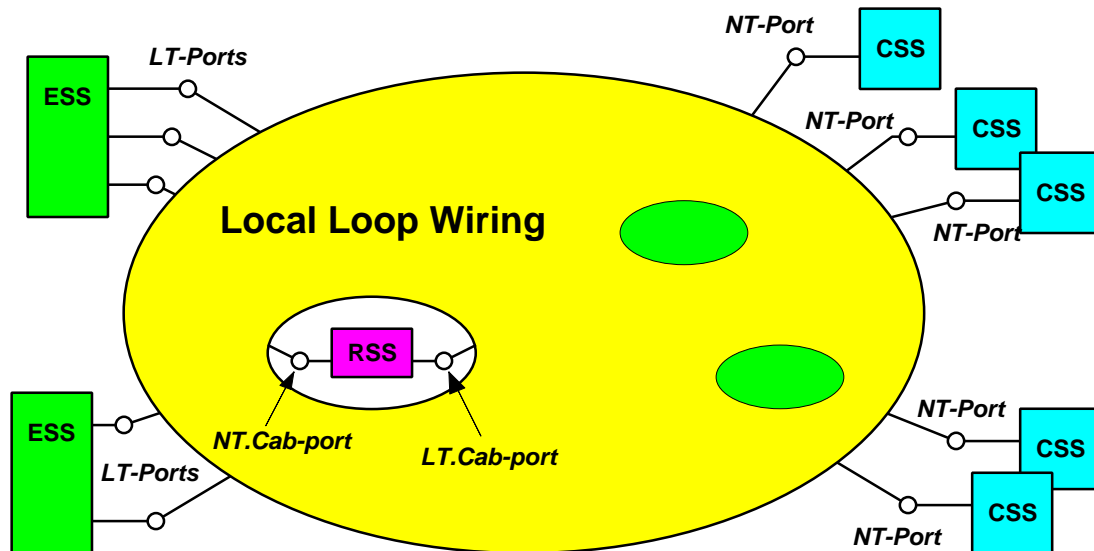 NT-Port
CSS
LT-Ports
ESS
NT-Port
CSS
CSS
NT-Port
Local Loop Wiring
RSS
NT.Cab-port
LT.Cab-port
ESS
LT-Ports
NT-Port
CSS
CSS
NT-Port